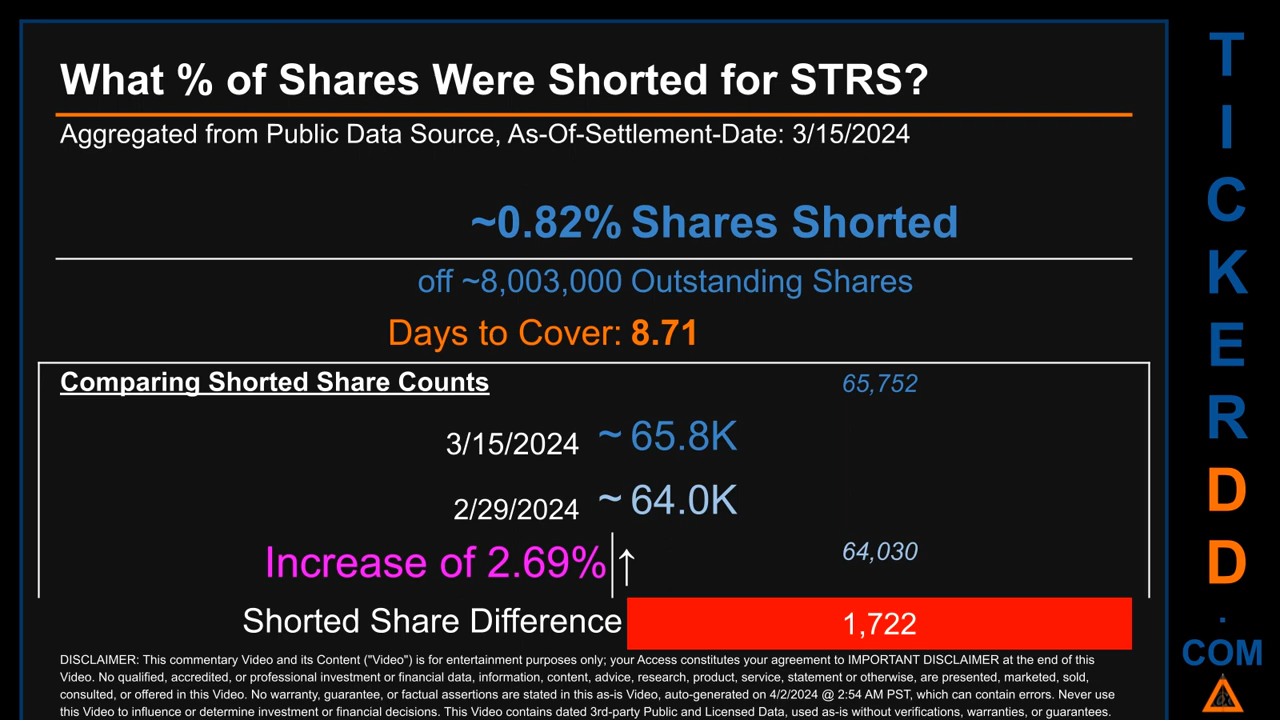 What % of Shares Were Shorted for STRS?
Aggregated from Public Data Source, As-Of-Settlement-Date: 3/15/2024
~0.82% Shares Shorted
off ~8,003,000 Outstanding Shares
Days to Cover: 8.71
Comparing Shorted Share Counts
65,752
3/15/2024 ~ 65.8K
2/29/2024 ~ 64.0K
Increase of 2.69% ↑
64,030
Shorted Share Difference 1,722
DISCLAIMER: This commentary Video and its Content ("Video") is for entertainment purposes only; your Access constitutes your agreement to IMPORTANT DISCLAIMER at the end of this
Video. No qualified, accredited, or professional investment or financial data, information, content, advice, research, product, service, statement or otherwise, are presented, marketed, sold,
consulted, or offered in this Video. No warranty, guarantee, or factual assertions are stated in this as-is Video, auto-generated on 4/2/2024 @ 2:54 AM PST, which can contain errors. Never use
this Video to influence or determine investment or financial decisions. This Video contains dated 3rd-party Public and Licensed Data, used as-is without verifications, warranties, or guarantees.
T
I
C
K
E
R
D
D
.
COM